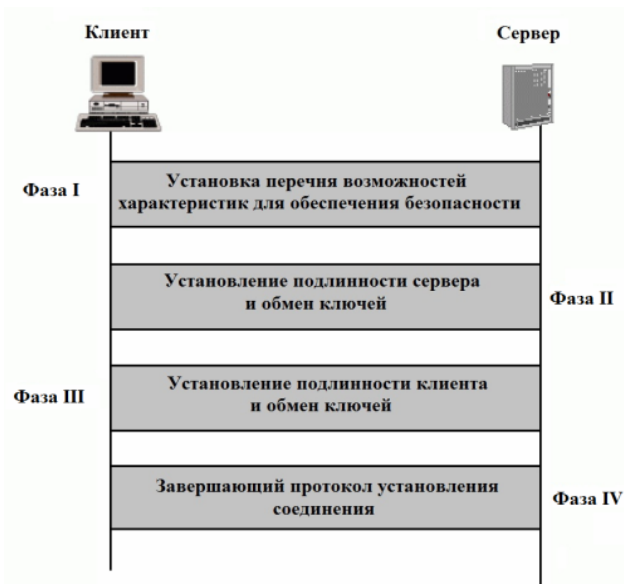 Клиент
Сервер
Фаза I
Установка перечня возможностей
характеристик для обеспечения безопасности
Установление подлинности сервера
и обмен ключей
Фаза II
Фаза III
Установление подлинности клиента
и обмен ключей
Завершающий протокол установления
соединения
Фаза IV